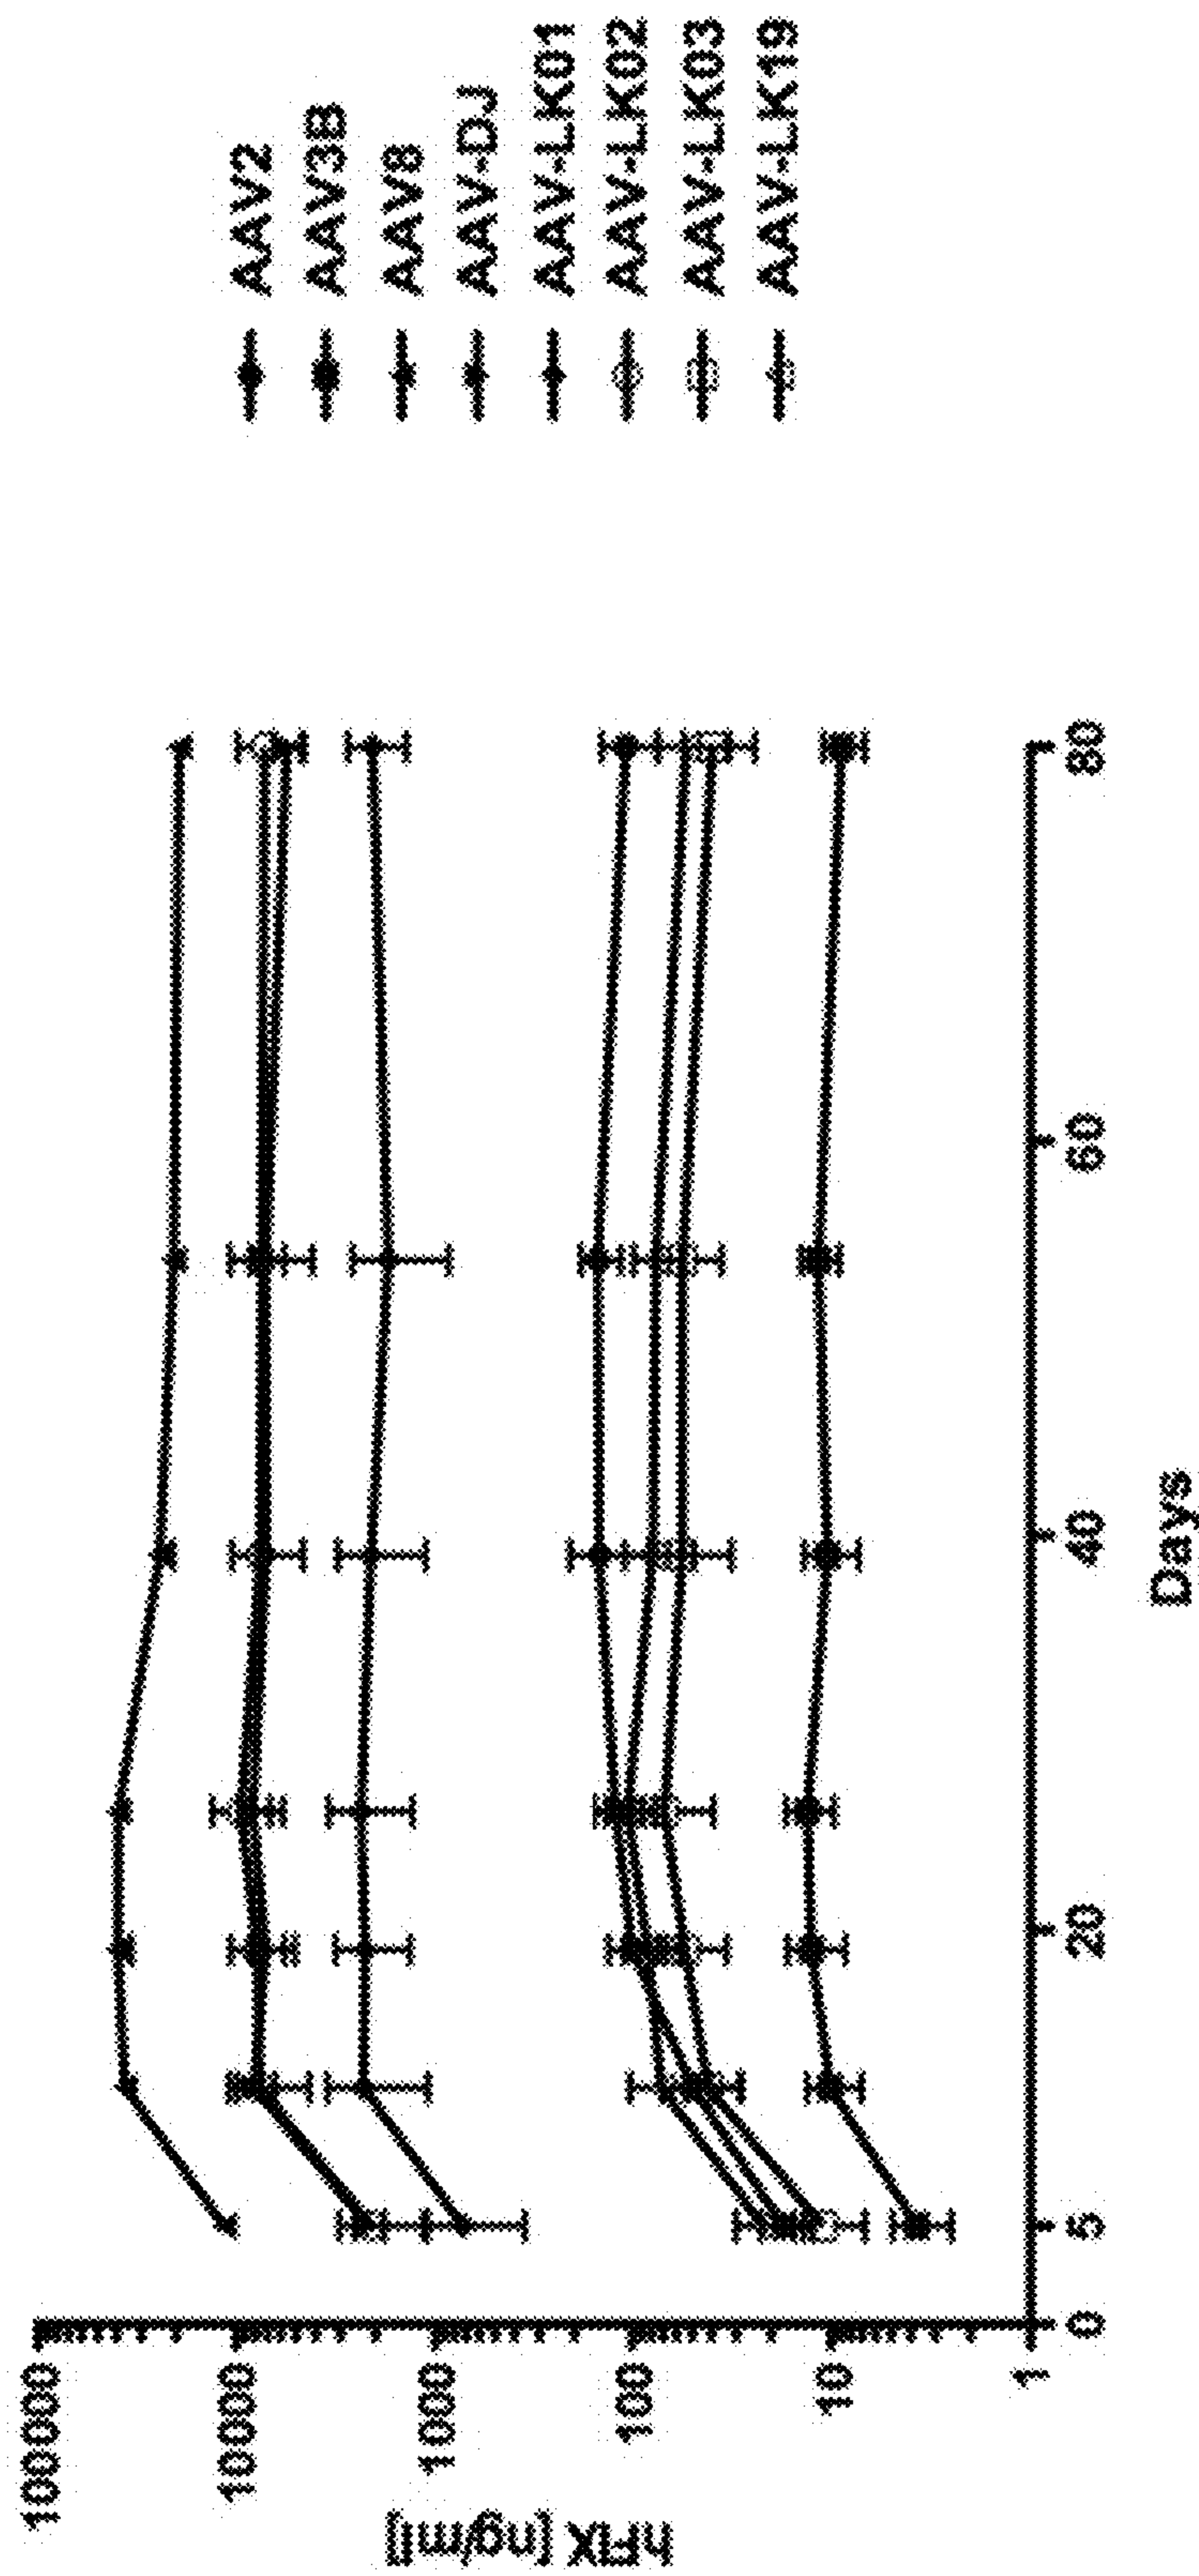 hFIX [ng/ml]
100000
10000
1000
100
10
1
0 5 20 40 60 80
Days
AAV2
AAV3B
AAV8
AAV-DJ
AAV-LK01
AAV-LK02
AAV-LK03
AAV-LK19